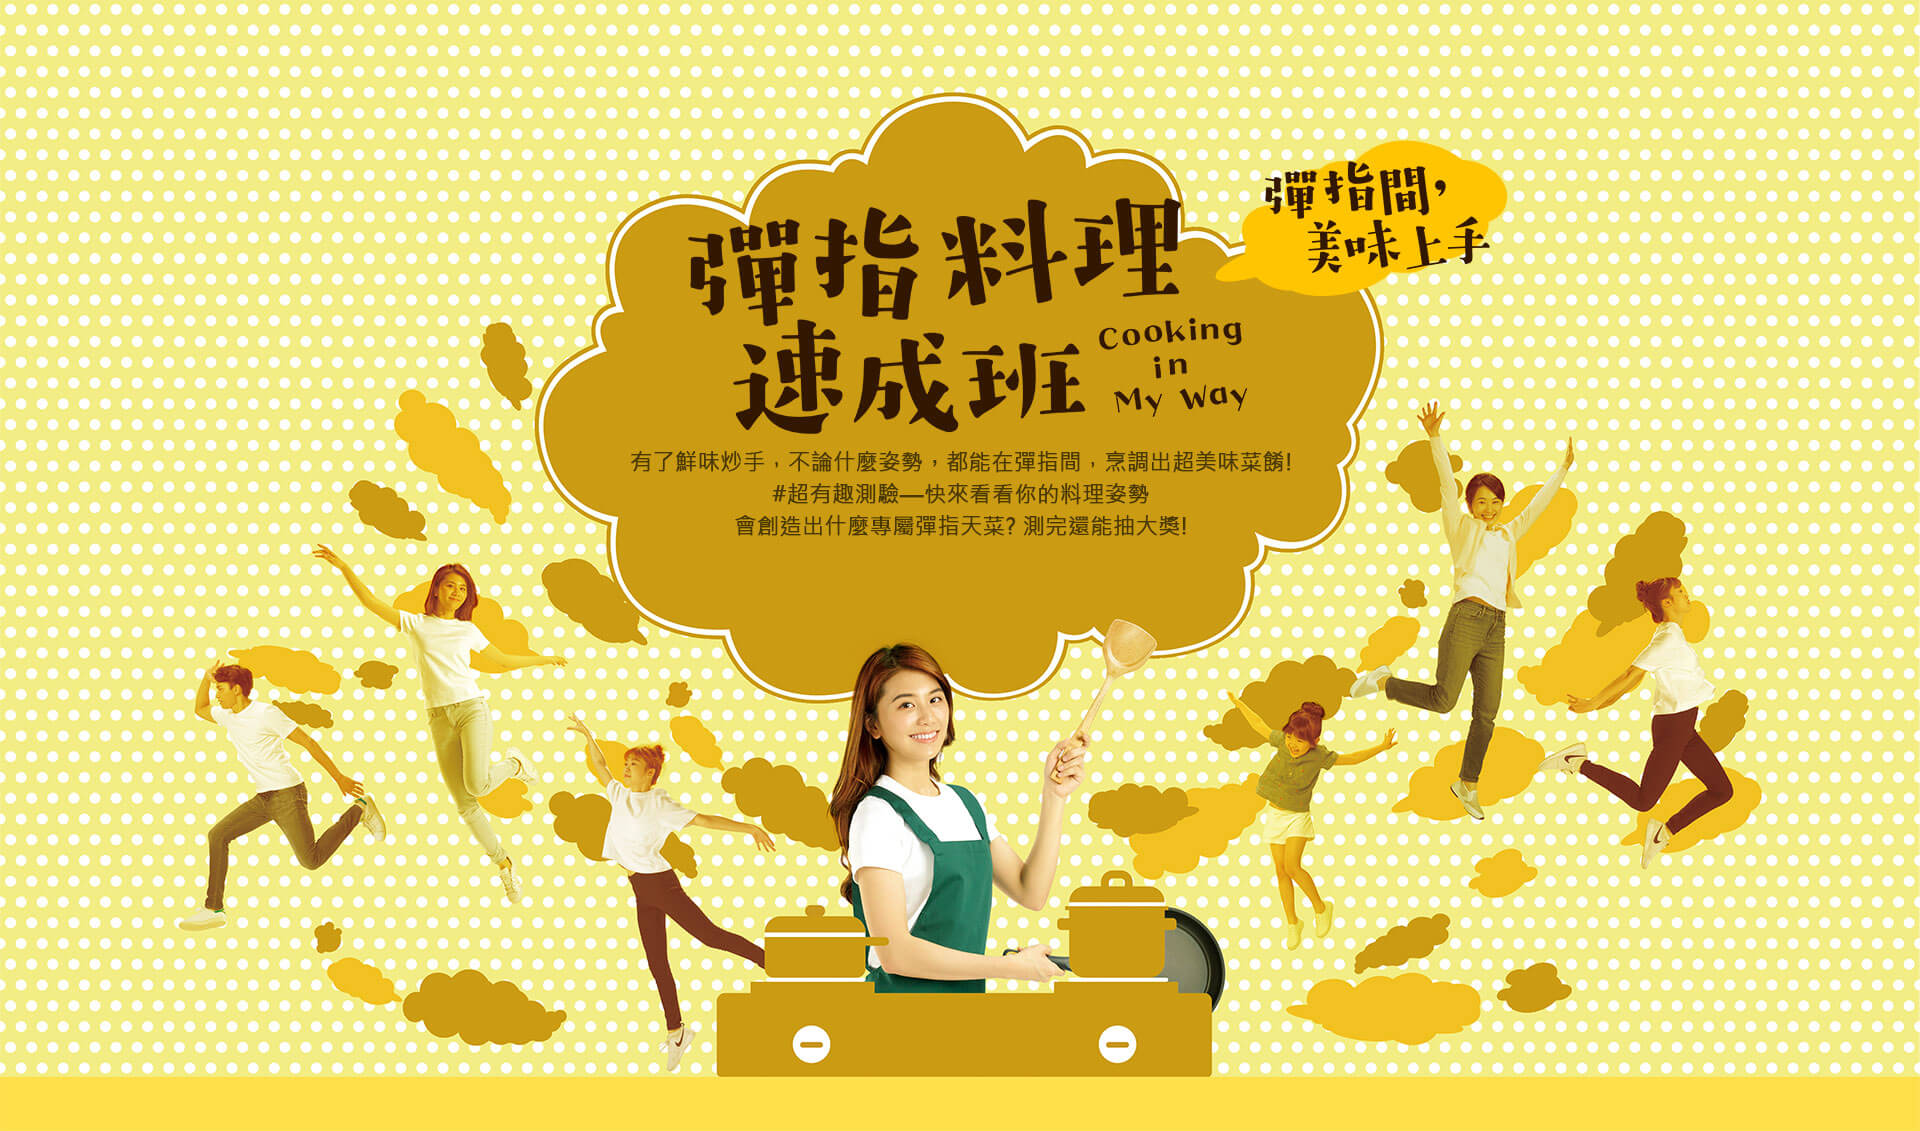 彈指料理
速成班
Cooking
in
My Way
彈指間，
美味上手
有了鮮味炒手，不論什麼姿勢，都能在彈指間，烹調出超美味菜餚!
#超有趣測驗—快來看看你的料理姿勢
會創造出什麼專屬彈指天菜? 測完還能抽大獎!